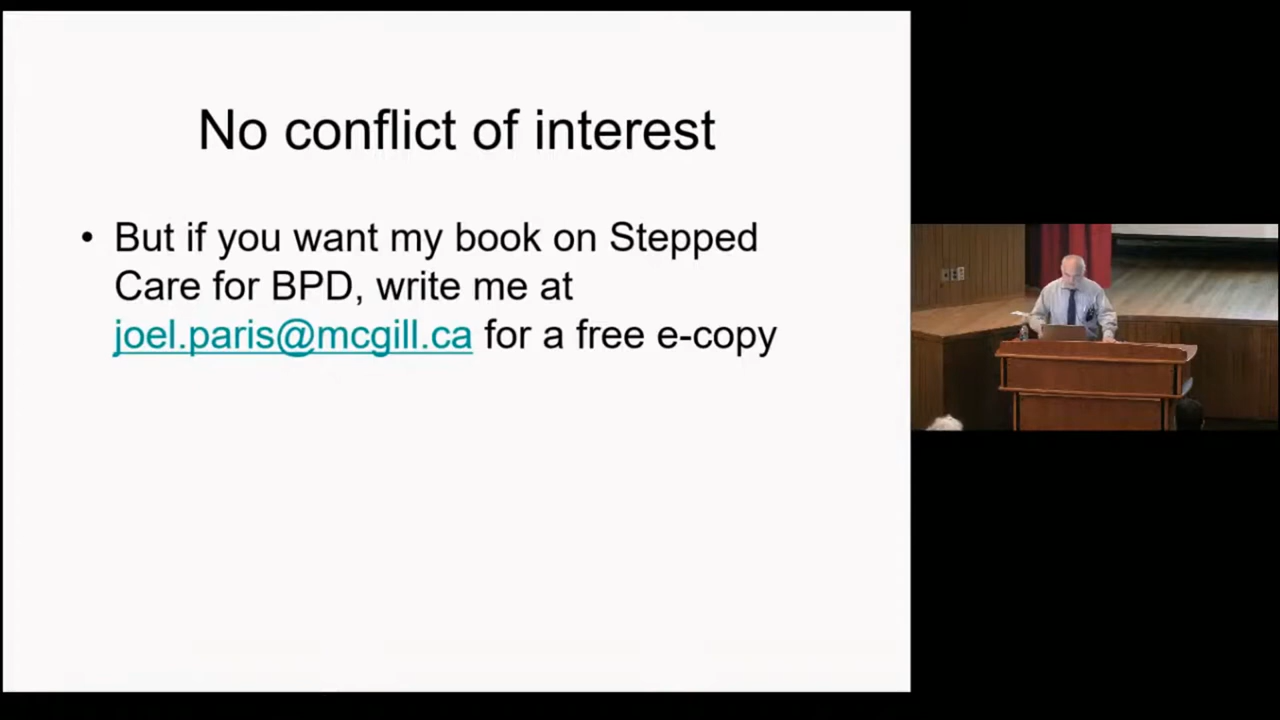 No conflict of interest
• But if you want my book on Stepped
Care for BPD, write me at
joel.paris@mcgill.ca for a free e-copy